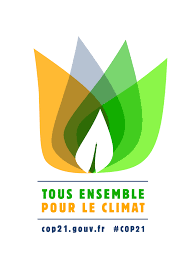 TOUS ENSEMBLE
POUR LE CLIMAT
cop21.gouv.fr #COP21